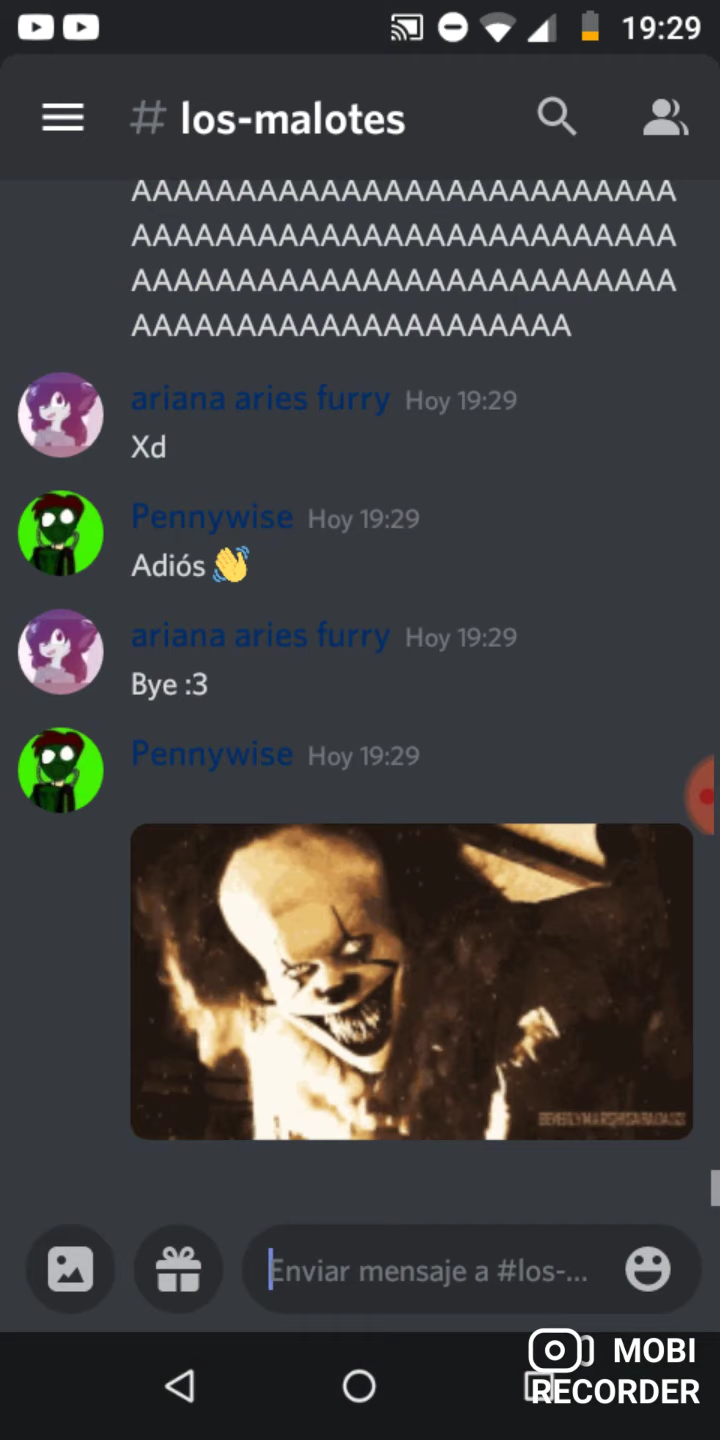 19:29
# los-malotes
AAAAAAAAAAAAAAAAAAAAAAAAAA
AAAAAAAAAAAAAAAAAAAAAAAAAA
AAAAAAAAAAAAAAAAAAAAAAAAAA
AAAAAAAAAAAAAAAAAAAAA
ariana aries furry Hoy 19:29
Xd
Pennywise Hoy 19:29
Adiós 👋
ariana aries furry Hoy 19:29
Bye :3
Pennywise Hoy 19:29
Enviar mensaje a #los-...
MOBI
RECORDER